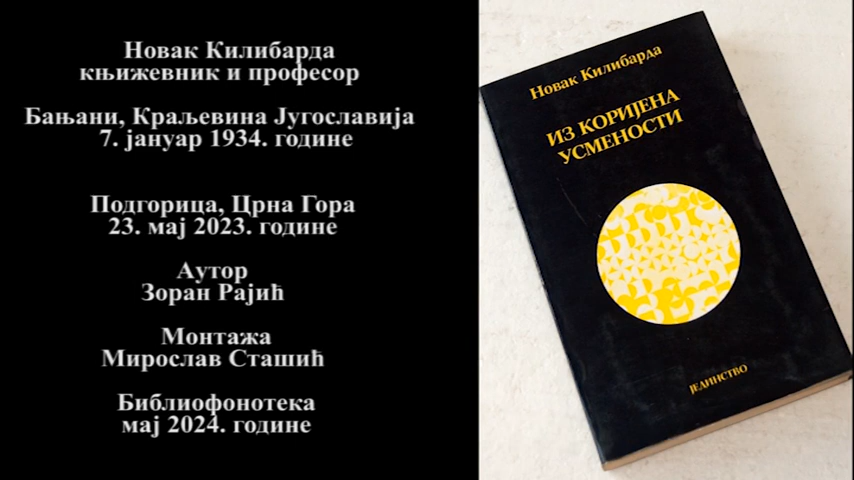 Новак Килибарда
књижевник и професор
Бањани, Краљевина Југославија
7. јануар 1934. године
Подгорица, Црна Гора
23. мај 2023. године
Аутор
Зоран Рајић
Монтажа
Мирослав Сташић
Библиофонотека
мај 2024. године
Новак Килибарда
ИЗ КОРИЈЕНА
УСМЕНОСТИ
ЈЕДИНСТВО